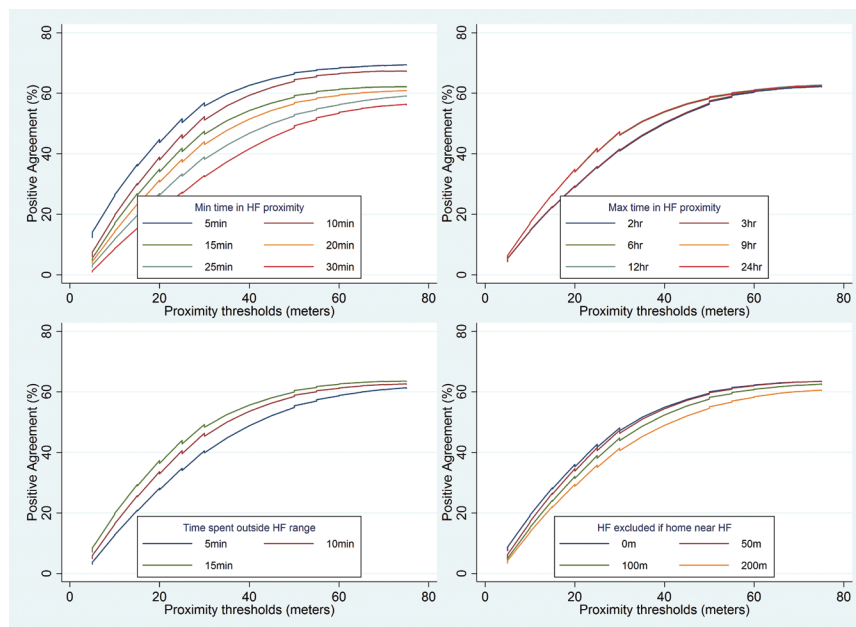 Positive Agreement (%)
80
60
40
20
0
Min time in HF proximity
5min 10min
15min 20min
25min 30min
0 20 40 60 80
Proximity thresholds (meters)
Positive Agreement (%)
80
60
40
20
0
Max time in HF proximity
2hr 3hr
6hr 9hr
12hr 24hr
0 20 40 60 80
Proximity thresholds (meters)
Positive Agreement (%)
80
60
40
20
0
Time spent outside HF range
5min 10min
15min
0 20 40 60 80
Proximity thresholds (meters)
Positive Agreement (%)
80
60
40
20
0
HF excluded if home near HF
0m 50m
100m 200m
0 20 40 60 80
Proximity thresholds (meters)